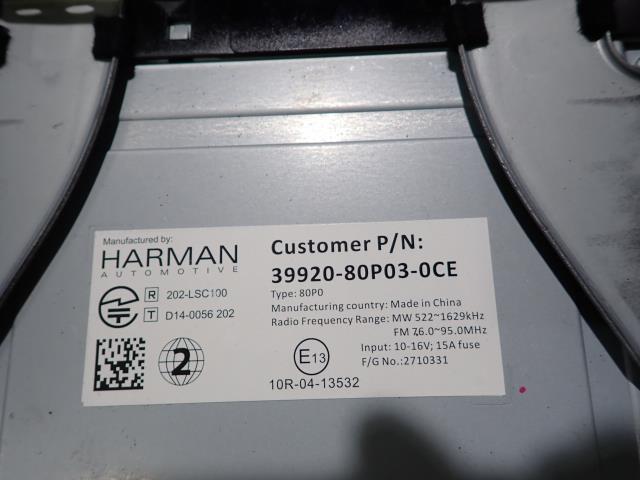 Manufactured by:
HARMAN
AUTOMOTIVE
R 202-LSC100
T D14-0056 202
2
Customer P/N:
39920-80P03-0CE
Type: 80P0
Manufacturing country: Made in China
Radio Frequency Range: MW 522~1629kHz
FM 76.0~95.0MHz
Input: 10-16V; 15A fuse
F/G No.:2710331
E13
10R-04-13532